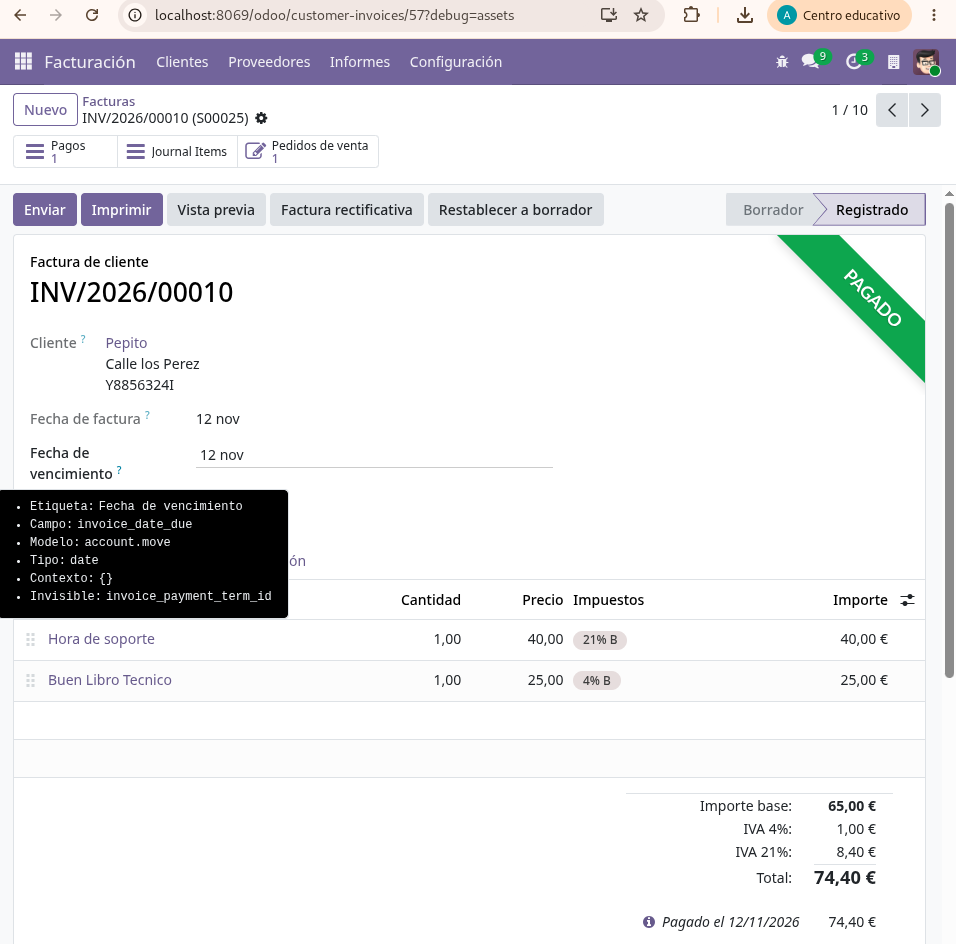 localhost:8069/odoo/customer-invoices/57?debug=assets
A Centro educativo
Facturación Clientes Proveedores Informes Configuración 9 3
Nuevo
Facturas
INV/2026/00010 (S00025)
1 / 10
Pagos
1
Journal Items
Pedidos de venta
1
Enviar Imprimir Vista previa Factura rectificativa Restablecer a borrador Borrador Registrado
PAGADO
Factura de cliente
INV/2026/00010
Cliente ? Pepito
Calle los Perez
Y8856324I
Fecha de factura ? 12 nov
Fecha de
vencimiento ? 12 nov
• Etiqueta: Fecha de vencimiento
• Campo: invoice_date_due
• Modelo: account.move
• Tipo: date
• Contexto: {}
• Invisible: invoice_payment_term_id
ón
Cantidad Precio Impuestos Importe
Hora de soporte 1,00 40,00 21% B 40,00 €
Buen Libro Tecnico 1,00 25,00 4% B 25,00 €
Importe base: 65,00 €
IVA 4%: 1,00 €
IVA 21%: 8,40 €
Total: 74,40 €
Pagado el 12/11/2026 74,40 €